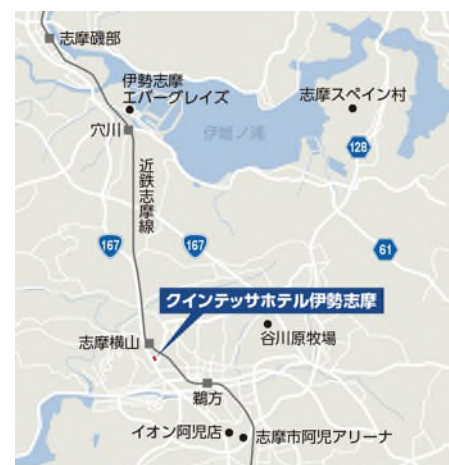 志摩磯部
伊勢志摩
エバーグレイズ
志摩スペイン村
穴川
伊雑ノ浦
128
近鉄志摩線
167
167
61
クインテッサホテル伊勢志摩
谷川原牧場
志摩横山
鵜方
イオン阿児店
志摩市阿児アリーナ